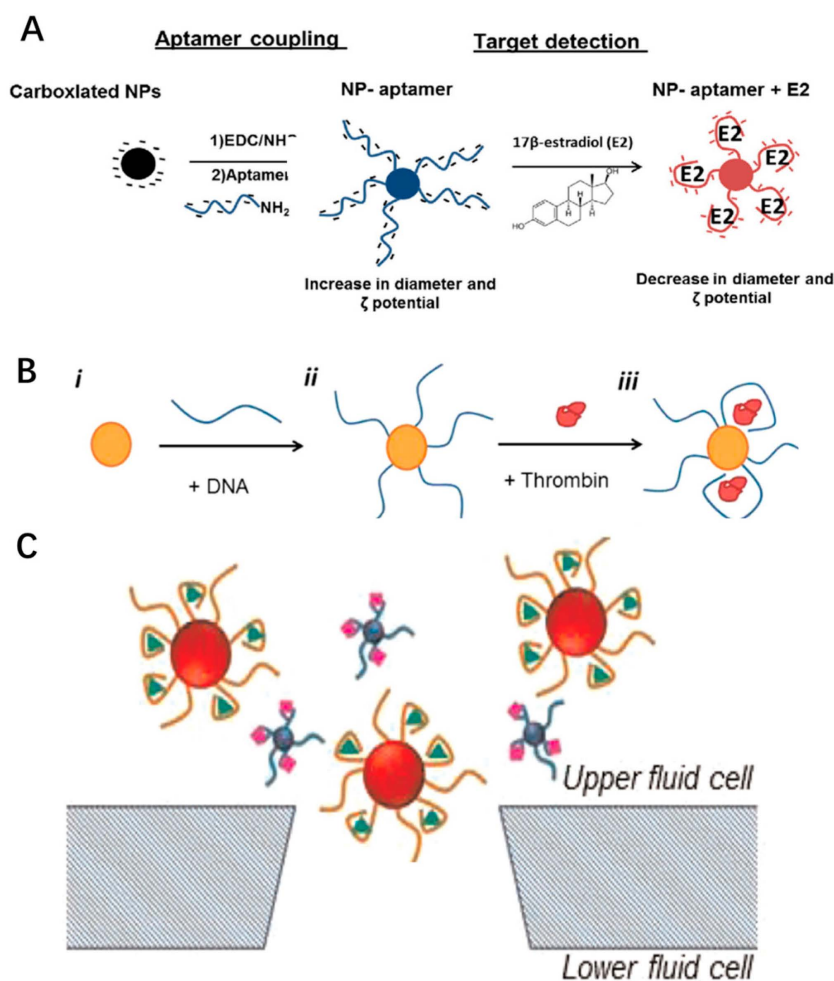 A
Aptamer coupling
Target detection
Carboxlated NPs
NP- aptamer
NP- aptamer + E2
1)EDC/NH
2)Aptamer
NH2
17β-estradiol (E2)
OH
H
H
H
HO
E2
E2
E2
E2
E2
Increase in diameter and
ζ potential
Decrease in diameter and
ζ potential
B
i
ii
iii
+ DNA
+ Thrombin
C
Upper fluid cell
Lower fluid cell